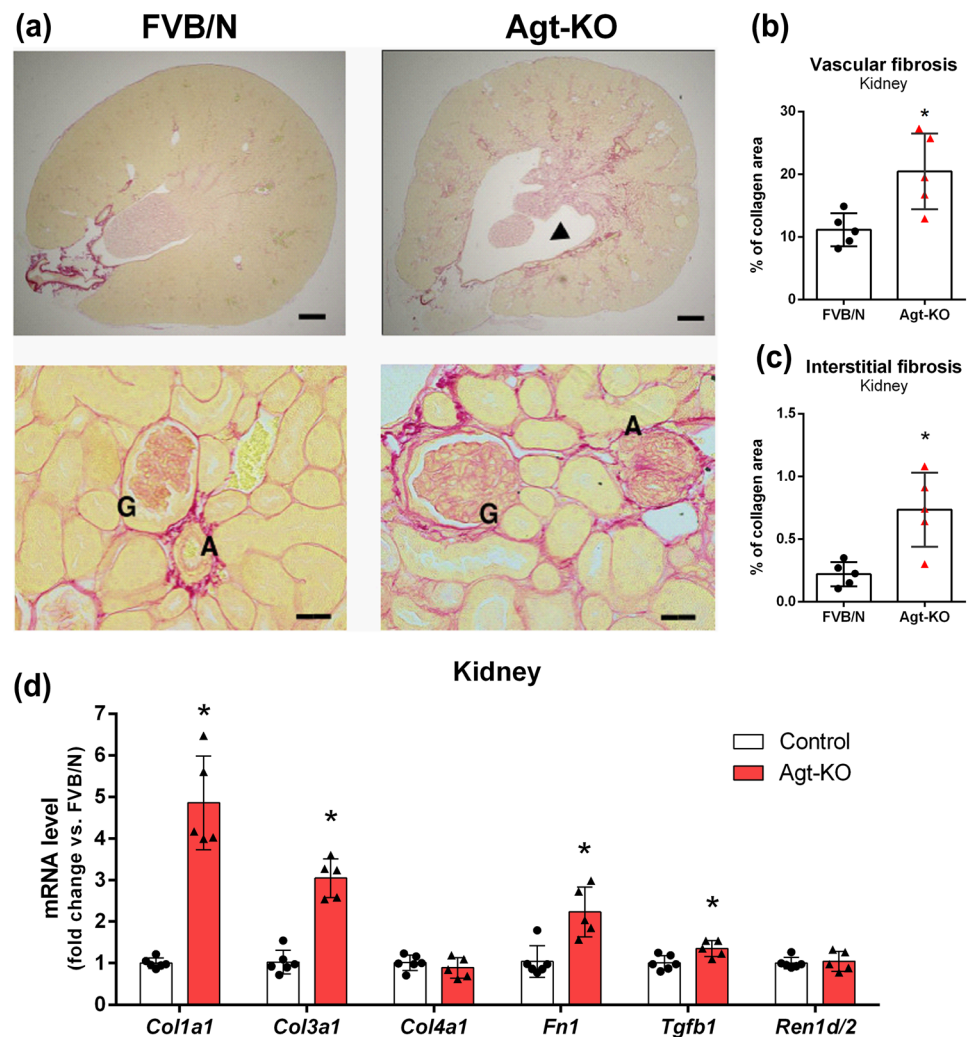 (a)
FVB/N
Agt-KO
G
A
G
A
(b)
Vascular fibrosis
Kidney
% of collagen area
30
20
10
0
*
FVB/N
Agt-KO
(c)
Interstitial fibrosis
Kidney
% of collagen area
1.5
1.0
0.5
0.0
*
FVB/N
Agt-KO
(d)
Kidney
mRNA level
(fold change vs. FVB/N)
7
6
5
4
3
2
1
0
*
*
*
*
Control
Agt-KO
Col1a1
Col3a1
Col4a1
Fn1
Tgfb1
Ren1d/2